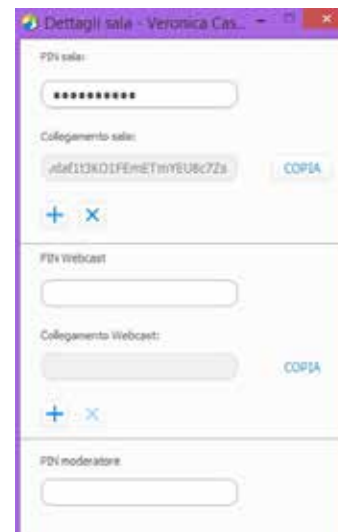 Dettagli sala - Veronica Cas...
PIN sala:
••••••••••
Collegamento sala:
COPIA
PIN Webcast
Collegamento Webcast:
COPIA
PIN moderatore